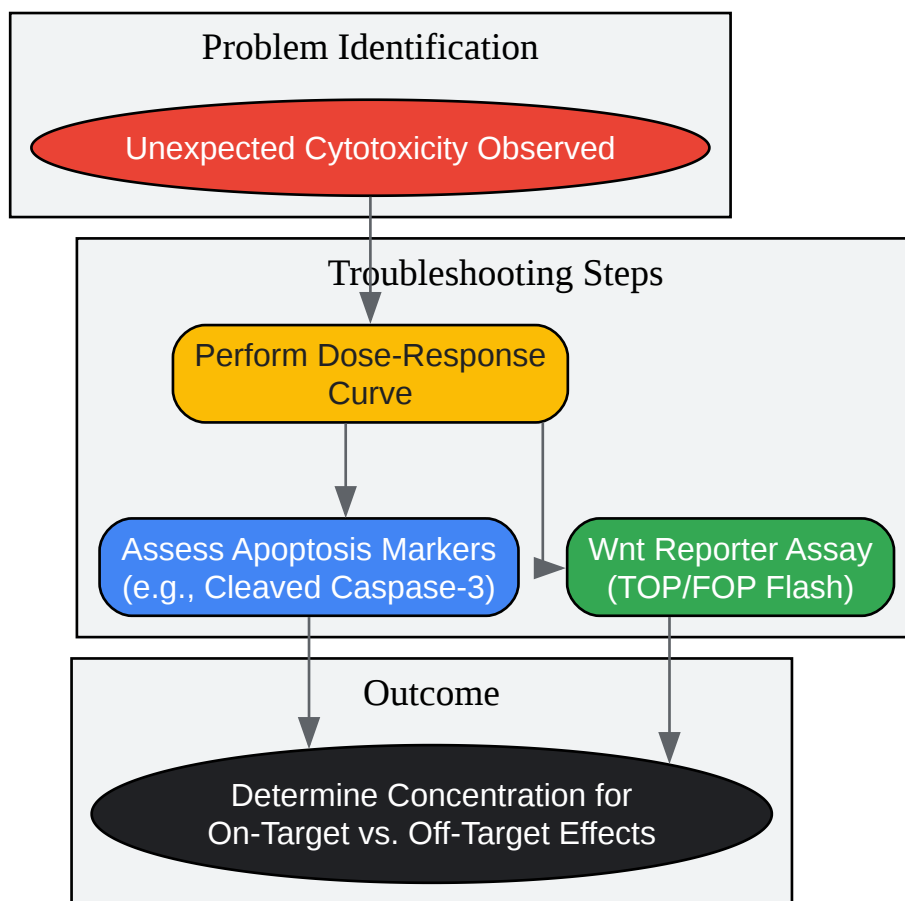 Problem Identification
Unexpected Cytotoxicity Observed
Troubleshooting Steps
Perform Dose-Response
Curve
Assess Apoptosis Markers
(e.g., Cleaved Caspase-3)
Wnt Reporter Assay
(TOP/FOP Flash)
Outcome
Determine Concentration for
On-Target vs. Off-Target Effects